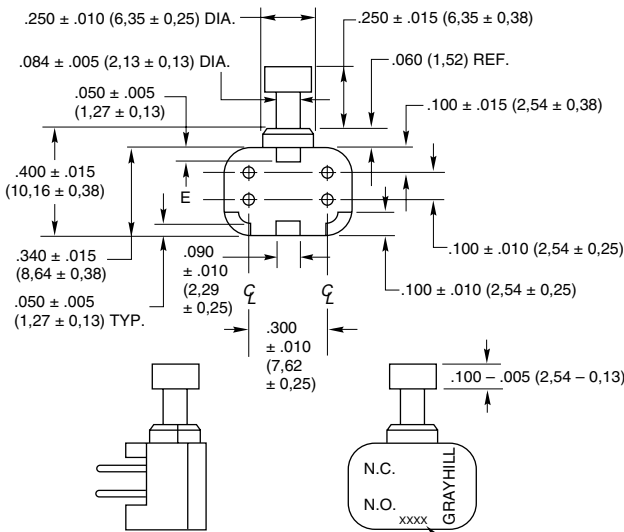 .250 ± .010 (6,35 ± 0,25) DIA.
.250 ± .015 (6,35 ± 0,38)
.084 ± .005 (2,13 ± 0,13) DIA.
.060 (1,52) REF.
.050 ± .005
(1,27 ± 0,13)
.100 ± .015 (2,54 ± 0,38)
.400 ± .015
(10,16 ± 0,38)
E
.340 ± .015
(8,64 ± 0,38)
.090
± .010
(2,29
± 0,25)
.100 ± .010 (2,54 ± 0,25)
.100 ± .010 (2,54 ± 0,25)
.050 ± .005
(1,27 ± 0,13) TYP.
℄ ℄
.300
± .010
(7,62
± 0,25)
.100 – .005 (2,54 – 0,13)
N.C.
N.O.
xxxx
GRAYHILL